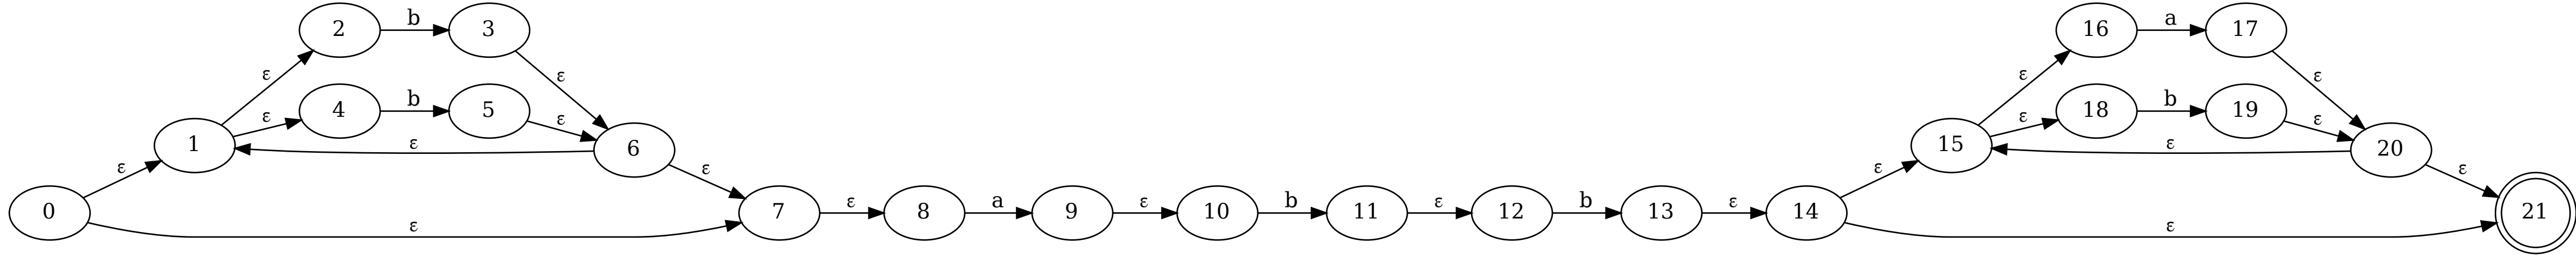 2 b 3 16 a 17
ε ε ε ε
4 b 5 18 b 19
ε ε ε ε
1 ε 6 15 ε 20
ε ε ε ε
0 7 ε 8 a 9 ε 10 b 11 ε 12 b 13 ε 14 21
ε ε